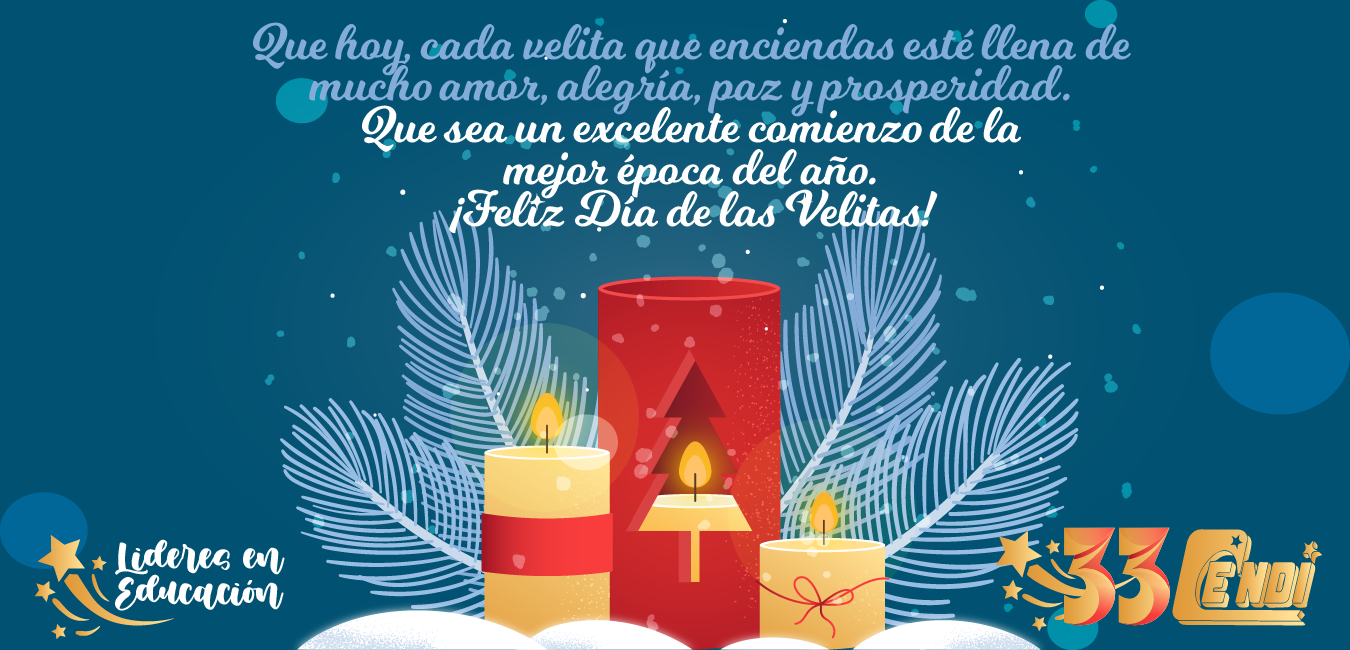 Que hoy, cada velita que enciendas esté llena de
mucho amor, alegría, paz y prosperidad.
Que sea un excelente comienzo de la
mejor época del año.
¡Feliz Día de las Velitas!
Lideres en
Educación
33 CENDI